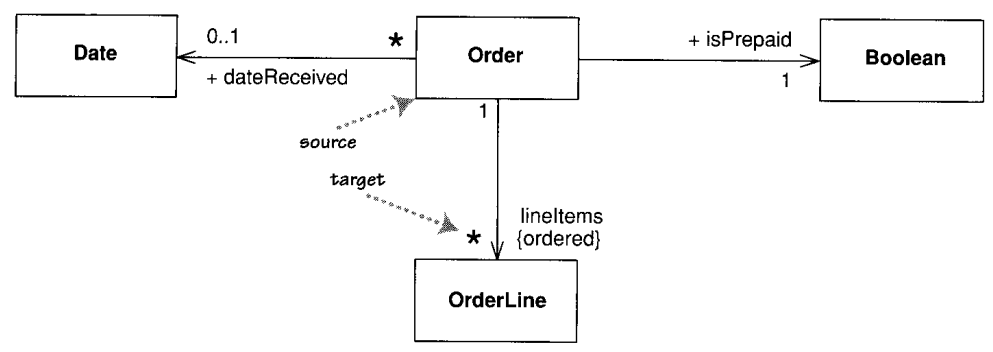 Date
0..1
+ dateReceived
*
Order
+ isPrepaid
1
Boolean
1
source
target
*
lineItems
{ordered}
OrderLine